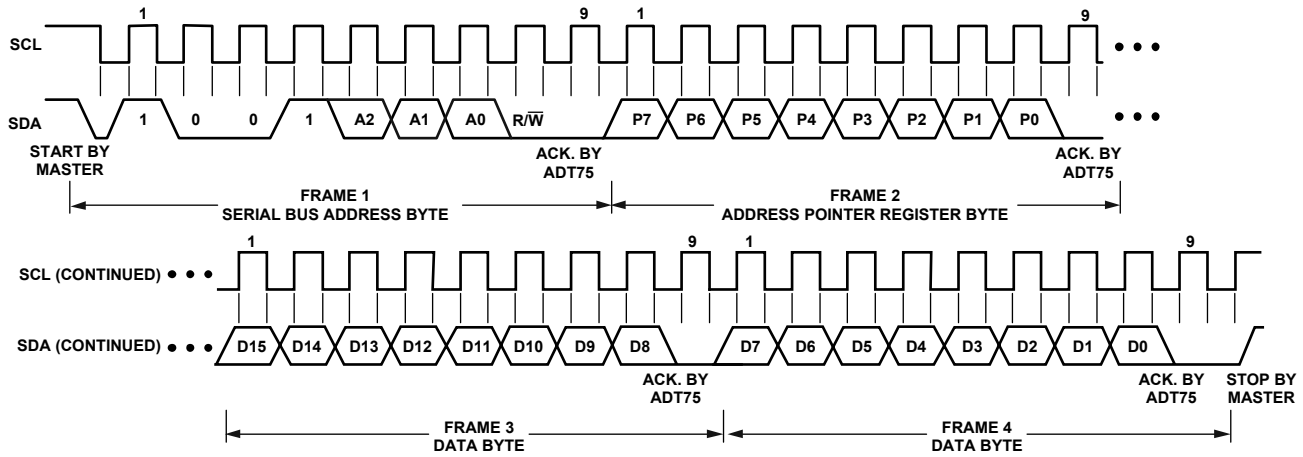 1 9 1 9
SCL
SDA 1 0 0 1 A2 A1 A0 R/W̅ P7 P6 P5 P4 P3 P2 P1 P0
START BY MASTER
ACK. BY ADT75
ACK. BY ADT75
FRAME 1
SERIAL BUS ADDRESS BYTE
FRAME 2
ADDRESS POINTER REGISTER BYTE
1 9 1 9
SCL (CONTINUED)
SDA (CONTINUED) D15 D14 D13 D12 D11 D10 D9 D8 D7 D6 D5 D4 D3 D2 D1 D0
ACK. BY ADT75
ACK. BY ADT75
STOP BY MASTER
FRAME 3
DATA BYTE
FRAME 4
DATA BYTE